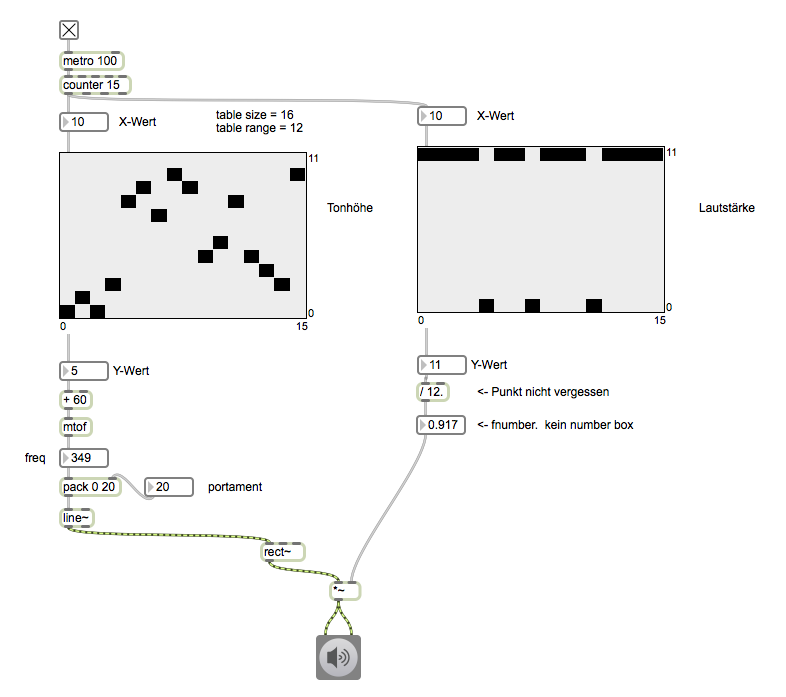 metro 100
counter 15
10 X-Wert
table size = 16
table range = 12
10 X-Wert
11
0
0 15
Tonhöhe
11
0
0 15
Lautstärke
5 Y-Wert
+ 60
mtof
freq 349
pack 0 20
20 portament
line~
rect~
11 Y-Wert
/ 12. <- Punkt nicht vergessen
0.917 <- fnumber. kein number box
*~